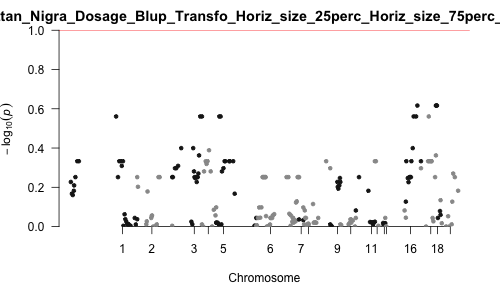 tan_Nigra_Dosage_Blup_Transfo_Horiz_size_25perc_Horiz_size_75perc_
1.0
0.8
0.6
0.4
0.2
0.0
− log10(p)
1 2 3 5 6 7 9 11 16 18
Chromosome